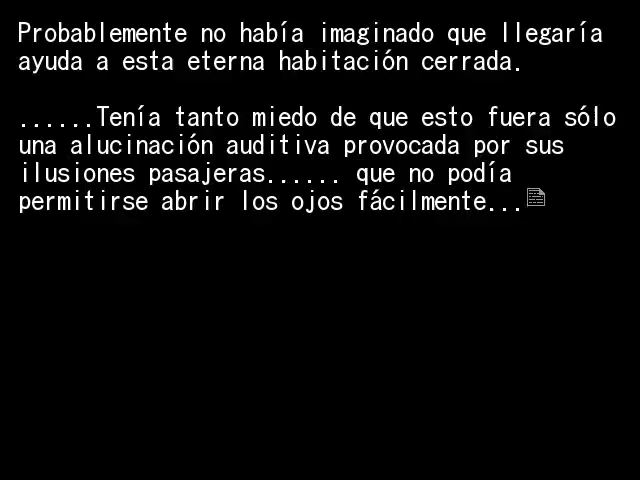 Probablemente no había imaginado que llegaría
ayuda a esta eterna habitación cerrada.
......Tenía tanto miedo de que esto fuera sólo
una alucinación auditiva provocada por sus
ilusiones pasajeras...... que no podía
permitirse abrir los ojos fácilmente...